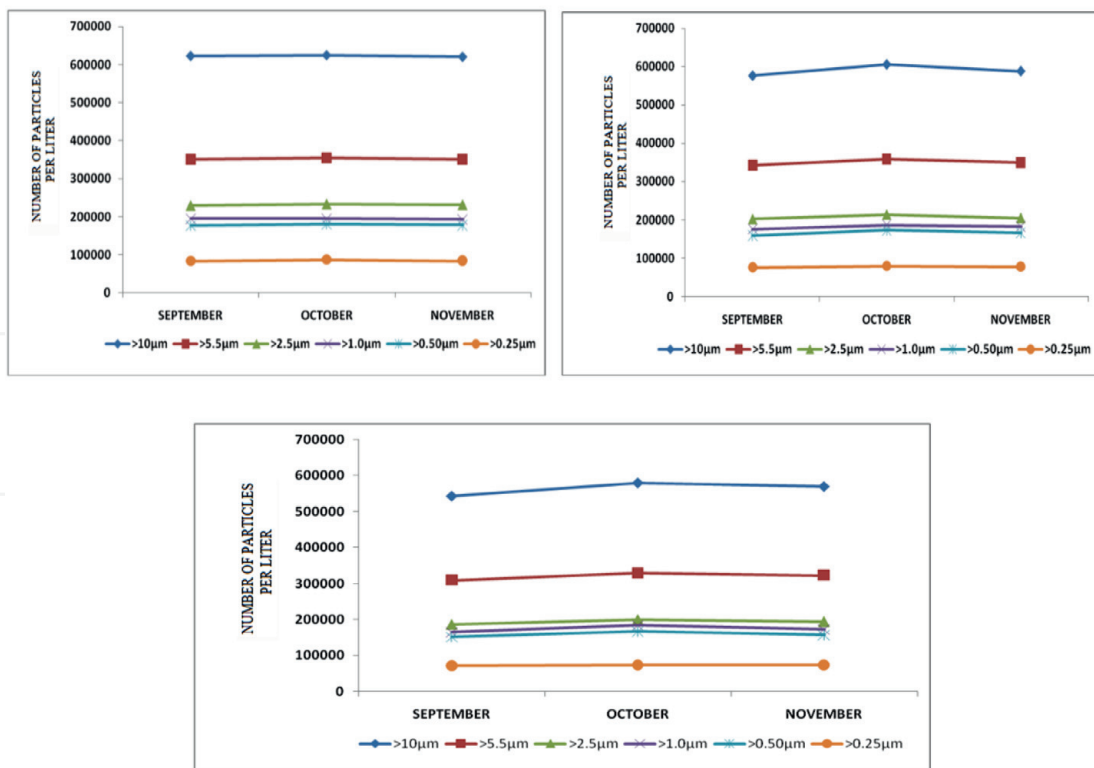 700000
600000
500000
400000
300000
200000
100000
0
NUMBER OF PARTICLES
PER LITER
SEPTEMBER OCTOBER NOVEMBER
>10µm >5.5µm >2.5µm >1.0µm >0.50µm >0.25µm
700000
600000
500000
400000
300000
200000
100000
0
NUMBER OF PARTICLES
PER LITER
SEPTEMBER OCTOBER NOVEMBER
>10µm >5.5µm >2.5µm >1.0µm >0.50µm >0.25µm
700000
600000
500000
400000
300000
200000
100000
0
NUMBER OF PARTICLES
PER LITER
SEPTEMBER OCTOBER NOVEMBER
>10µm >5.5µm >2.5µm >1.0µm >0.50µm >0.25µm